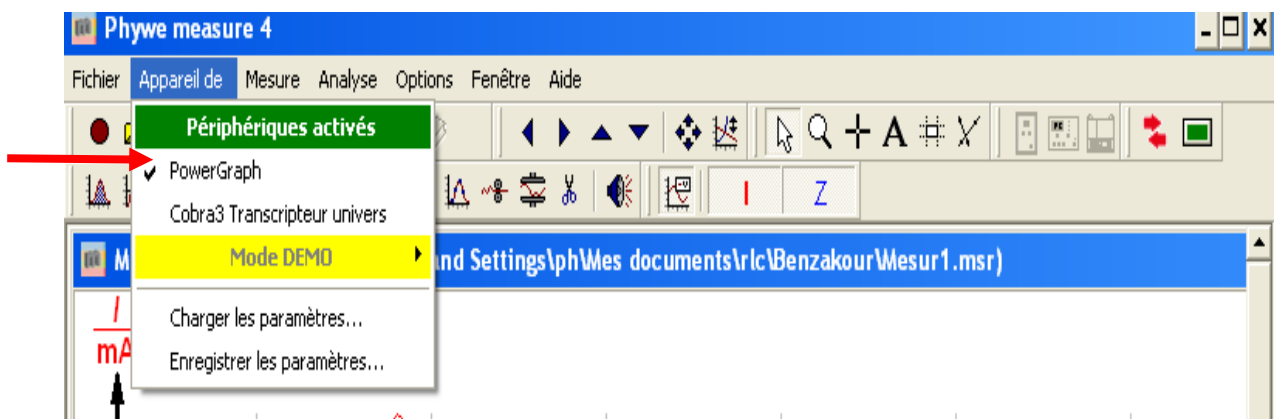 Phywe measure 4
Fichier Appareil de Mesure Analyse Options Fenêtre Aide
Périphériques activés
PowerGraph
Cobra3 Transcripteur univers
I Z
Mode DEMO
M and Settings\ph\Mes documents\rlc\Benzakour\Mesur1.msr)
Charger les paramètres...
Enregistrer les paramètres...
I
mA